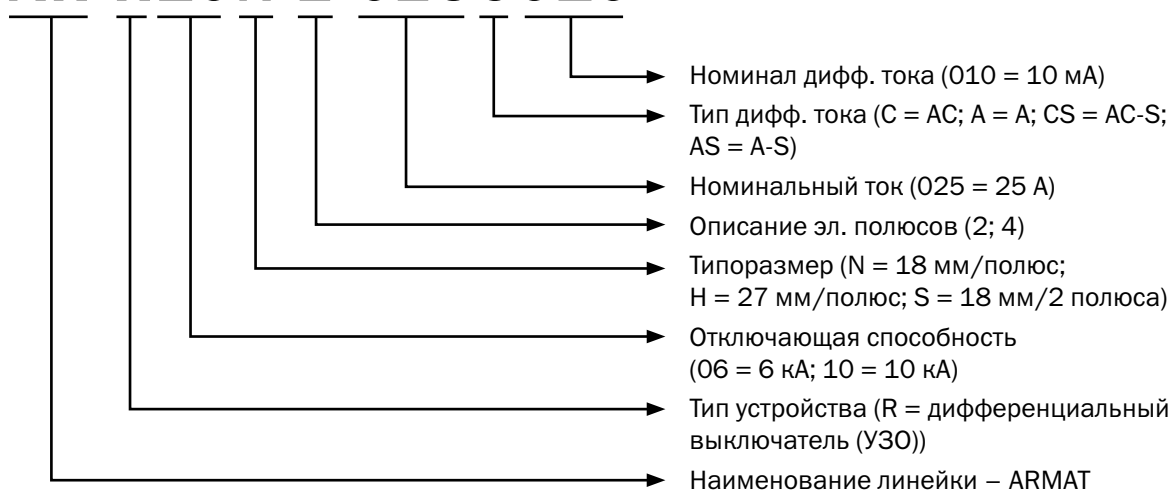 Номинал дифф. тока (010 = 10 мА)
Тип дифф. тока (C = AC; A = A; CS = AC-S;
AS = A-S)
Номинальный ток (025 = 25 А)
Описание эл. полюсов (2; 4)
Типоразмер (N = 18 мм/полюс;
H = 27 мм/полюс; S = 18 мм/2 полюса)
Отключающая способность
(06 = 6 кА; 10 = 10 кА)
Тип устройства (R = дифференциальный
выключатель (УЗО))
Наименование линейки – ARMAT